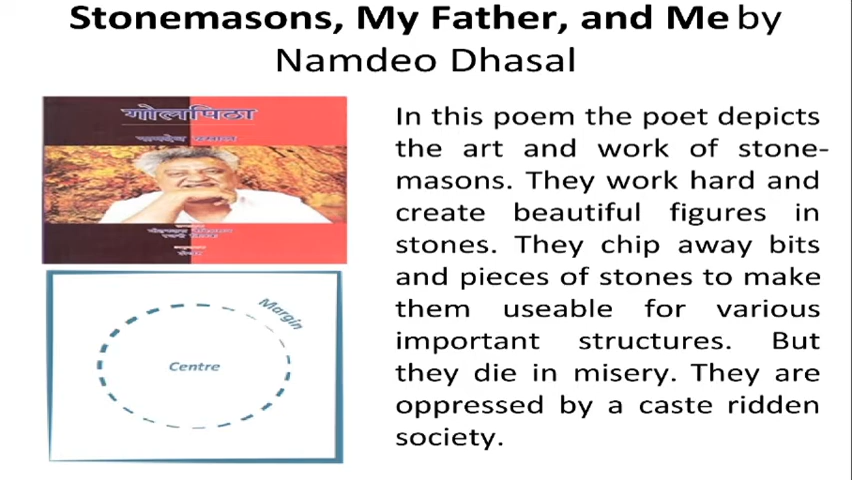 Stonemasons, My Father, and Me by
Namdeo Dhasal
गोलपिठा
In this poem the poet depicts
the art and work of stone-
masons. They work hard and
create beautiful figures in
stones. They chip away bits
and pieces of stones to make
them useable for various
important structures. But
they die in misery. They are
oppressed by a caste ridden
society.
Margin
Centre